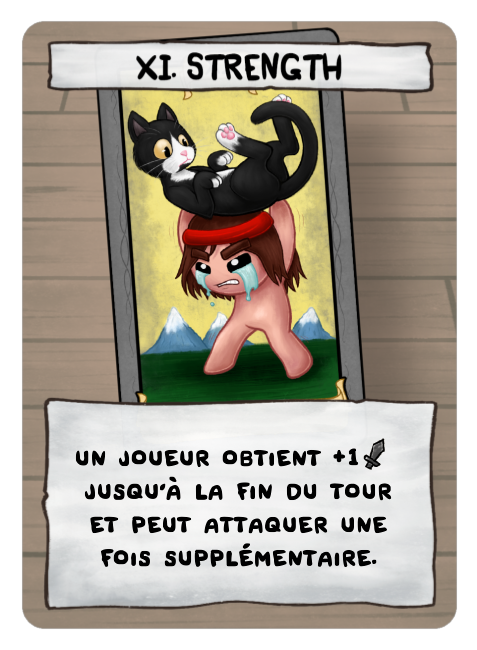 XI. STRENGTH
UN JOUEUR OBTIENT +1
JUSQU'À LA FIN DU TOUR
ET PEUT ATTAQUER UNE
FOIS SUPPLÉMENTAIRE.